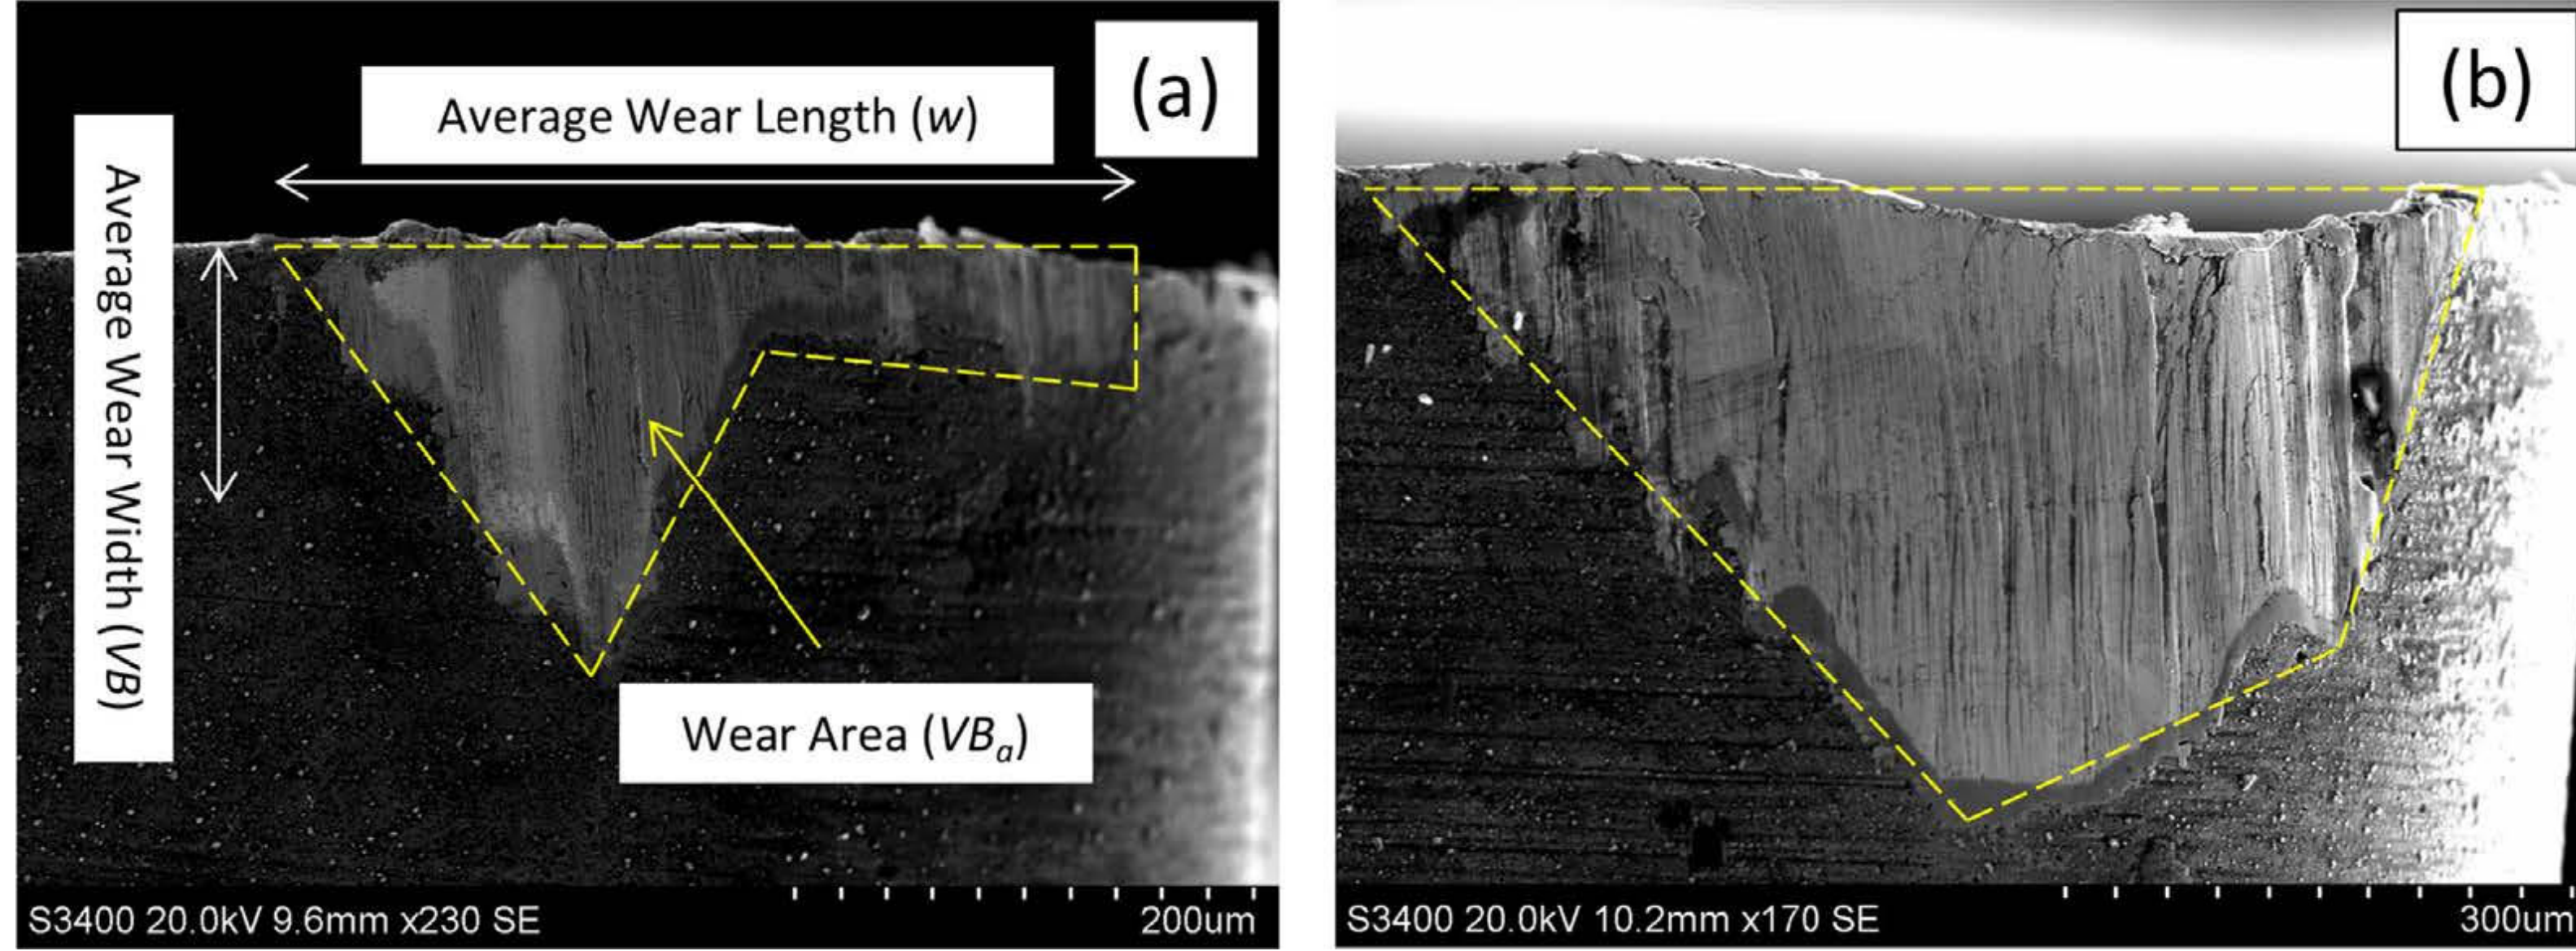 (a)
Average Wear Length (w)
Average Wear Width (VB)
Wear Area (VBa)
S3400 20.0kV 9.6mm x230 SE
200um
(b)
S3400 20.0kV 10.2mm x170 SE
300um